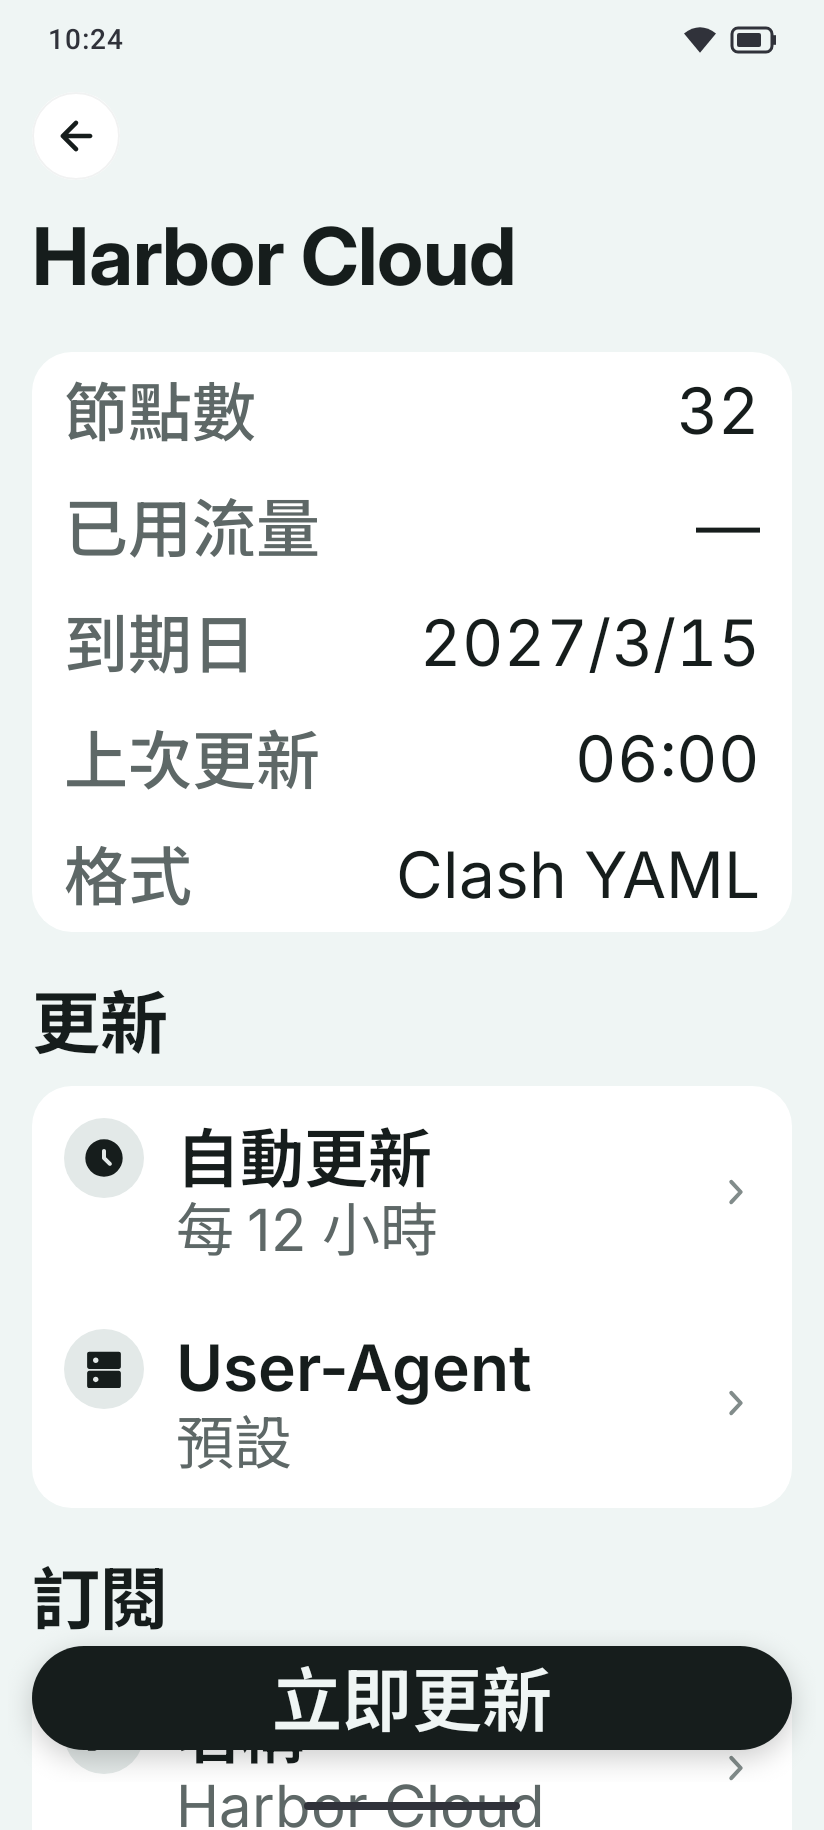 10:24
Harbor Cloud
節點數 32
已用流量 —
到期日 2027/3/15
上次更新 06:00
格式 Clash YAML
更新
自動更新
每 12 小時
User-Agent
預設
訂閱
立即更新
Harbor Cloud